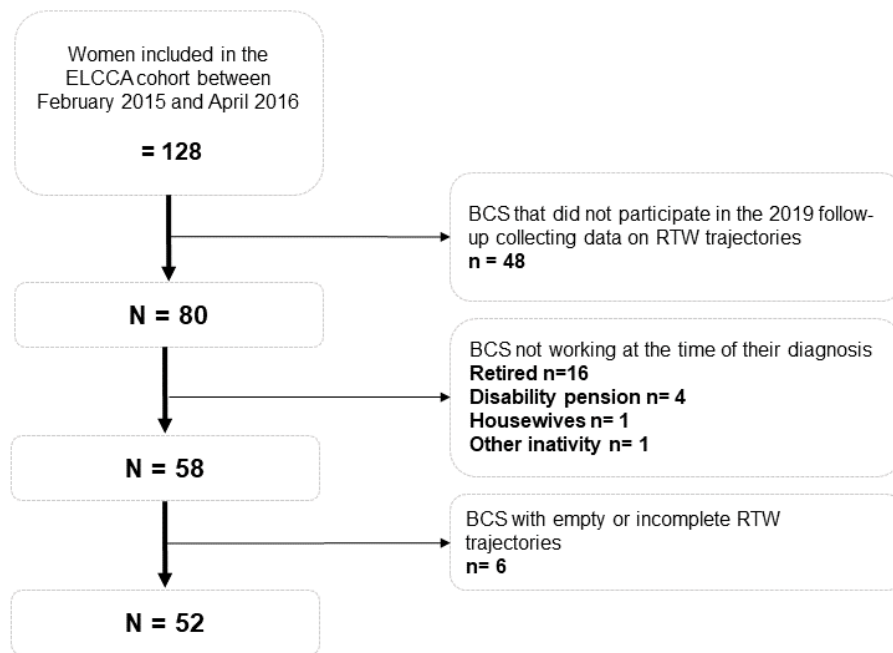 Women included in the
ELCCA cohort between
February 2015 and April 2016
= 128
BCS that did not participate in the 2019 follow-
up collecting data on RTW trajectories
n = 48
N = 80
BCS not working at the time of their diagnosis
Retired n=16
Disability pension n= 4
Housewives n= 1
Other inativity n= 1
N = 58
BCS with empty or incomplete RTW
trajectories
n= 6
N = 52